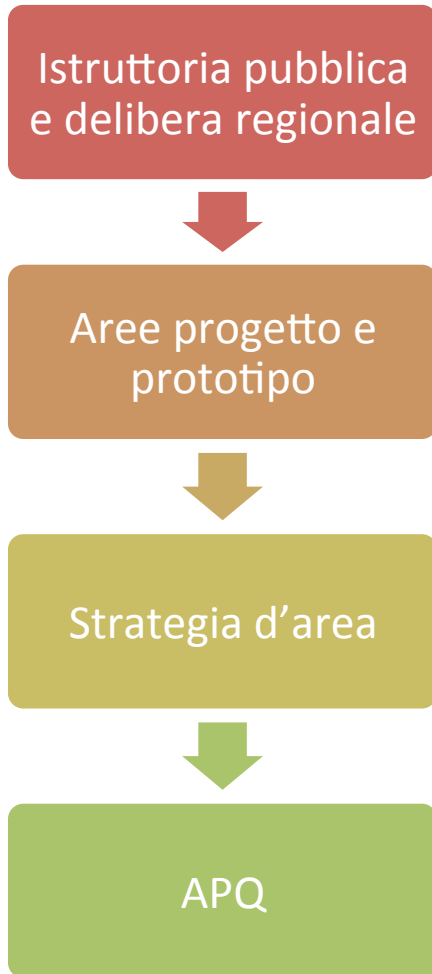 Istruttoria pubblica
e delibera regionale
Aree progetto e
prototipo
Strategia d’area
APQ